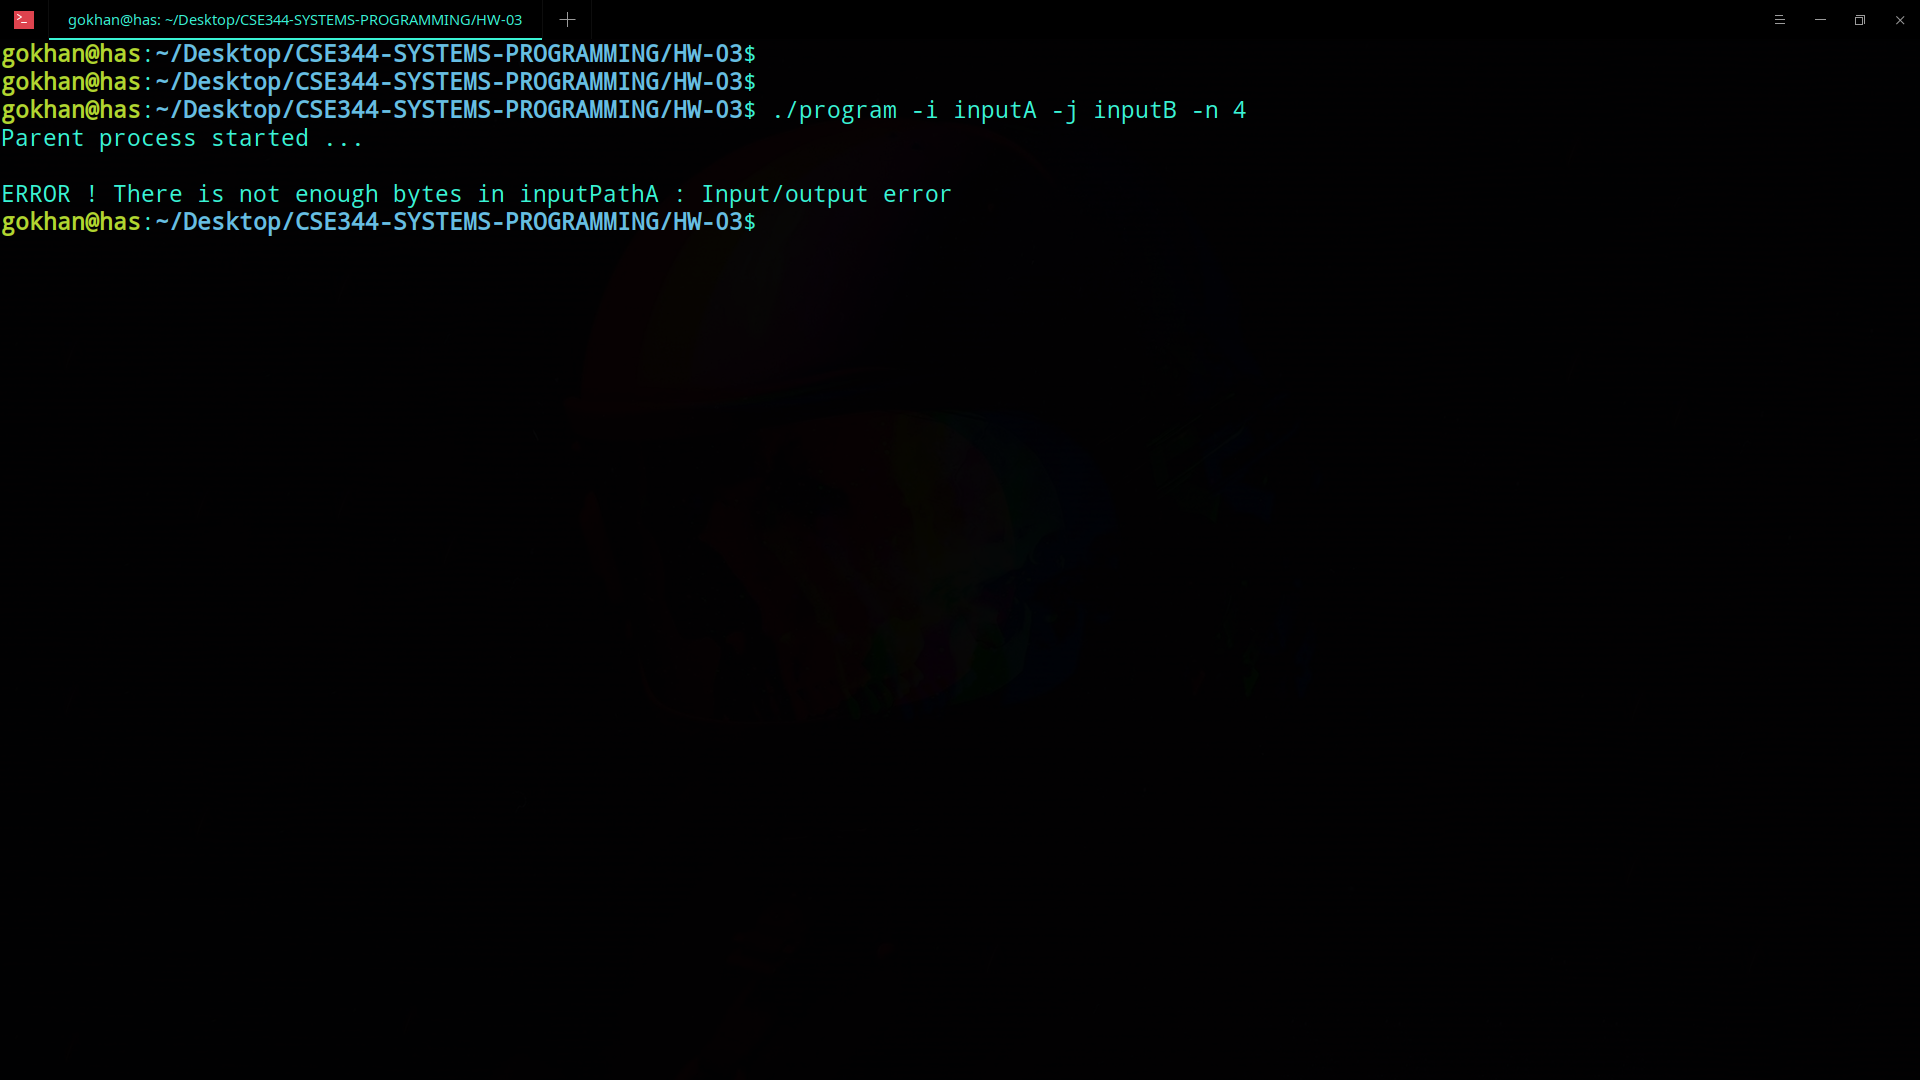 gokhan@has: ~/Desktop/CSE344-SYSTEMS-PROGRAMMING/HW-03
gokhan@has:~/Desktop/CSE344-SYSTEMS-PROGRAMMING/HW-03$
gokhan@has:~/Desktop/CSE344-SYSTEMS-PROGRAMMING/HW-03$
gokhan@has:~/Desktop/CSE344-SYSTEMS-PROGRAMMING/HW-03$ ./program -i inputA -j inputB -n 4
Parent process started ...
ERROR ! There is not enough bytes in inputPathA : Input/output error
gokhan@has:~/Desktop/CSE344-SYSTEMS-PROGRAMMING/HW-03$